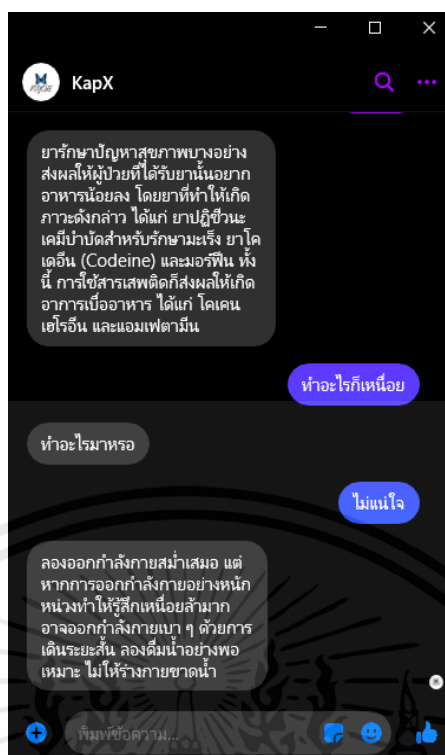 KapX
ยารักษาปัญหาสุขภาพบางอย่าง
ส่งผลให้ผู้ป่วยที่ได้รับยานั้นอยาก
อาหารน้อยลง โดยยาที่ทำให้เกิด
ภาวะดังกล่าว ได้แก่ ยาปฏิชีวนะ
เคมีบำบัดสำหรับรักษามะเร็ง ยาโค
เดอีน (Codeine) และมอร์ฟีน ทั้ง
นี้ การใช้สารเสพติดก็ส่งผลให้เกิด
อาการเบื่ออาหาร ได้แก่ โคเคน
เฮโรอีน และแอมเฟตามีน
ทำอะไรก็เหนื่อย
ทำอะไรมาหรอ
ไม่แน่ใจ
ลองออกกำลังกายสม่ำเสมอ แต่
หากการออกกำลังกายอย่างหนัก
หน่วงทำให้รู้สึกเหนื่อยล้ามาก
อาจออกกำลังกายเบา ๆ ด้วยการ
เดินระยะสั้น ลองดื่มน้ำอย่างพอ
เหมาะ ไม่ให้ร่างกายขาดน้ำ
พิมพ์ข้อความ...